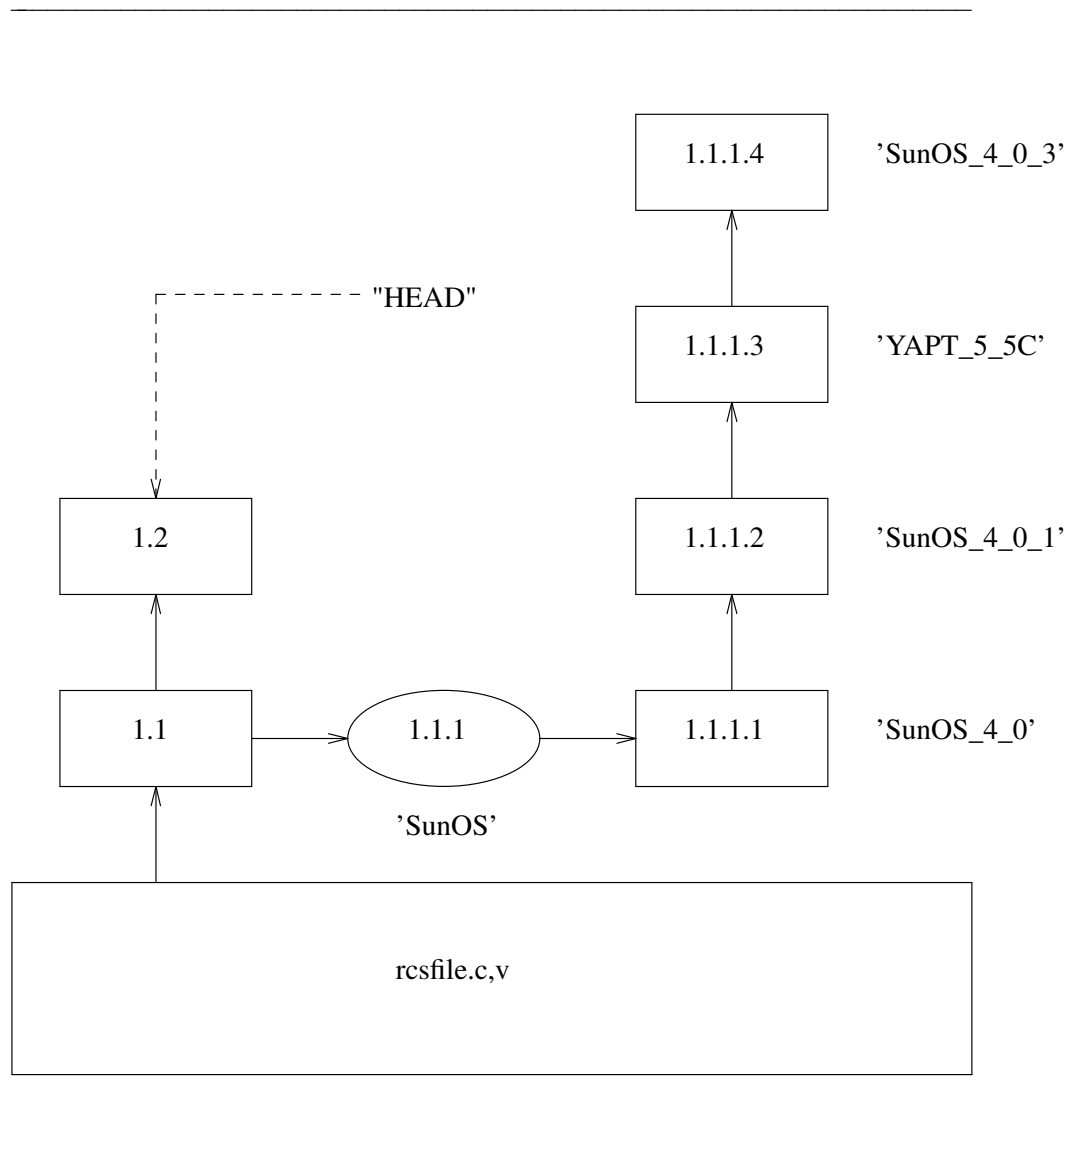 1.1.1.4 ’SunOS_4_0_3’
"HEAD"
1.1.1.3 ’YAPT_5_5C’
1.2 1.1.1.2 ’SunOS_4_0_1’
1.1 1.1.1 1.1.1.1 ’SunOS_4_0’
’SunOS’
rcsfile.c,v